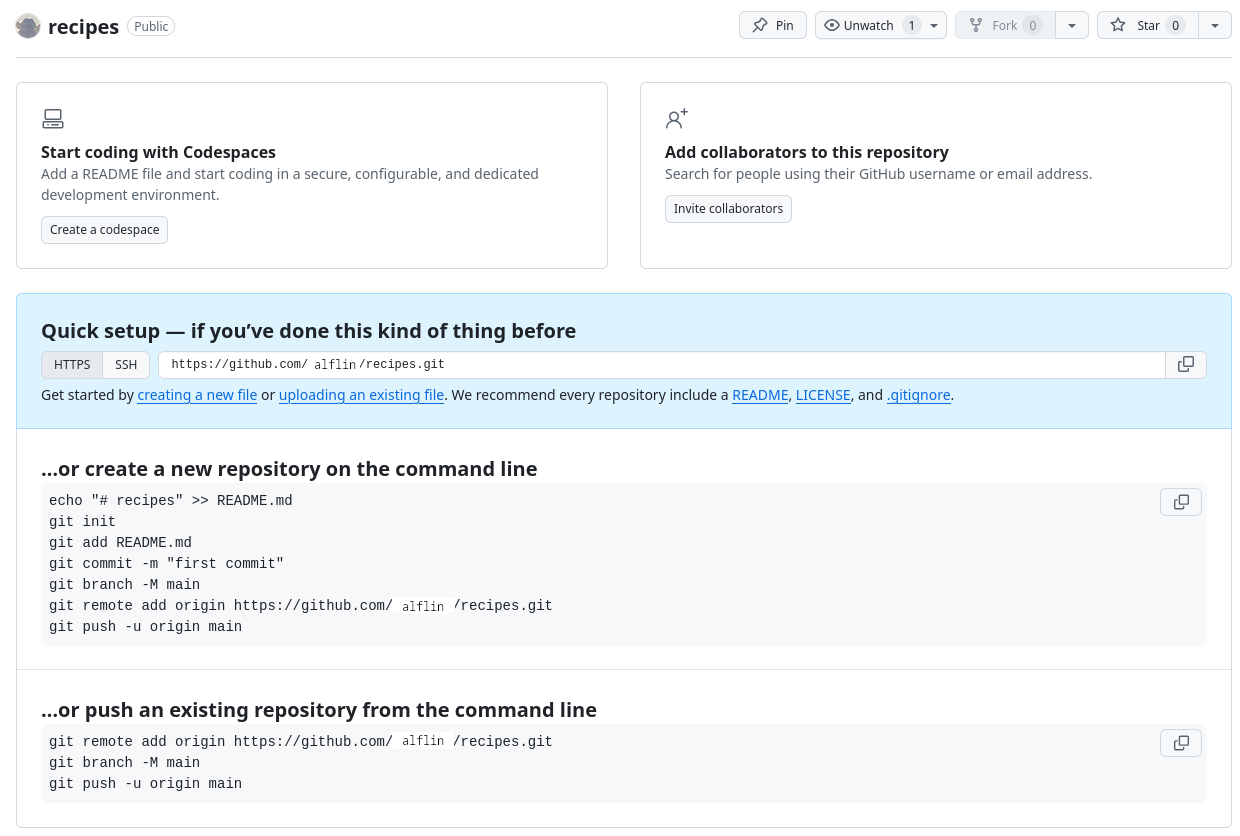 recipes Public Pin Unwatch 1 Fork 0 Star 0
Start coding with Codespaces
Add a README file and start coding in a secure, configurable, and dedicated
development environment.
Create a codespace
Add collaborators to this repository
Search for people using their GitHub username or email address.
Invite collaborators
Quick setup — if you’ve done this kind of thing before
HTTPS SSH https://github.com/ alflin /recipes.git
Get started by creating a new file or uploading an existing file. We recommend every repository include a README, LICENSE, and .gitignore.
…or create a new repository on the command line
echo "# recipes" >> README.md
git init
git add README.md
git commit -m "first commit"
git branch -M main
git remote add origin https://github.com/ alflin /recipes.git
git push -u origin main
…or push an existing repository from the command line
git remote add origin https://github.com/ alflin /recipes.git
git branch -M main
git push -u origin main